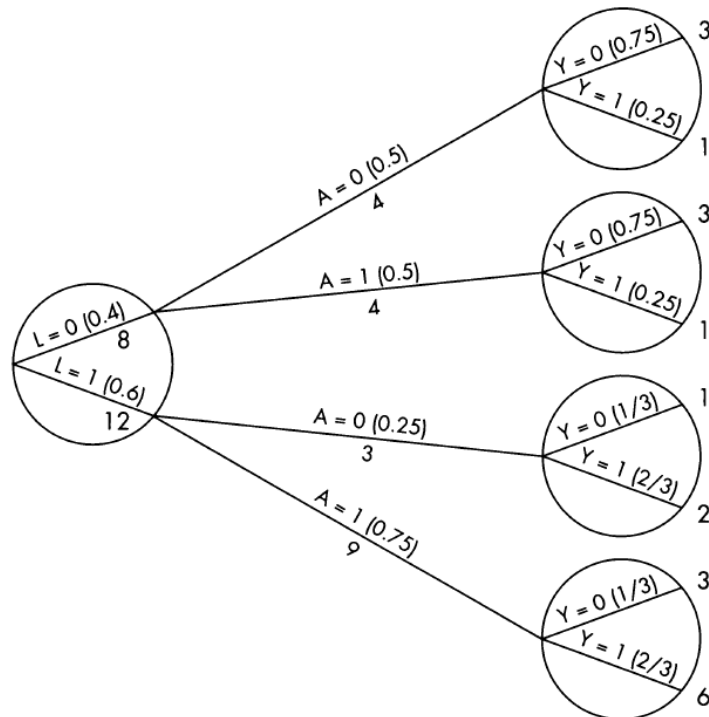 3
Y = 0 (0.75)
Y = 1 (0.25)
1
A = 0 (0.5)
4
3
Y = 0 (0.75)
Y = 1 (0.25)
1
A = 1 (0.5)
4
L = 0 (0.4)
8
L = 1 (0.6)
12
A = 0 (0.25)
3
1
Y = 0 (1/3)
Y = 1 (2/3)
2
A = 1 (0.75)
9
3
Y = 0 (1/3)
Y = 1 (2/3)
6